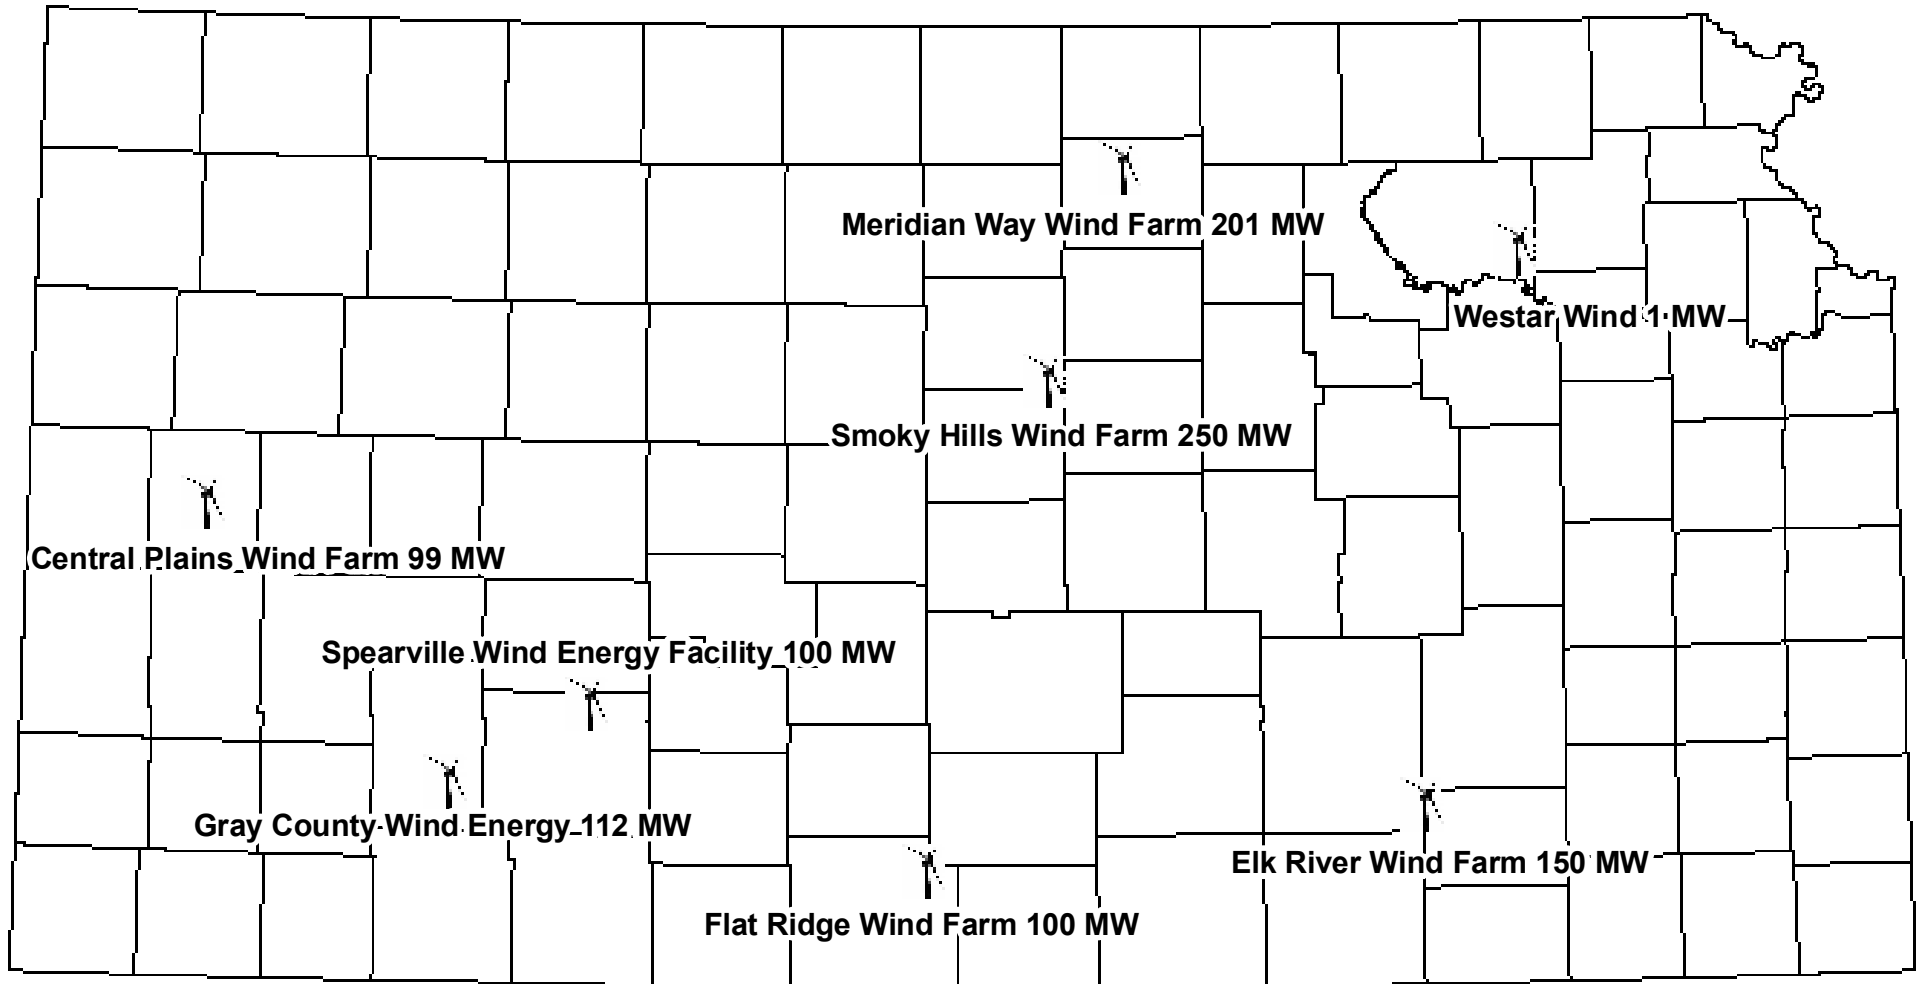 Meridian Way Wind Farm 201 MW
Westar Wind 1 MW
Smoky Hills Wind Farm 250 MW
Central Plains Wind Farm 99 MW
Spearville Wind Energy Facility 100 MW
Gray County Wind Energy 112 MW
Elk River Wind Farm 150 MW
Flat Ridge Wind Farm 100 MW